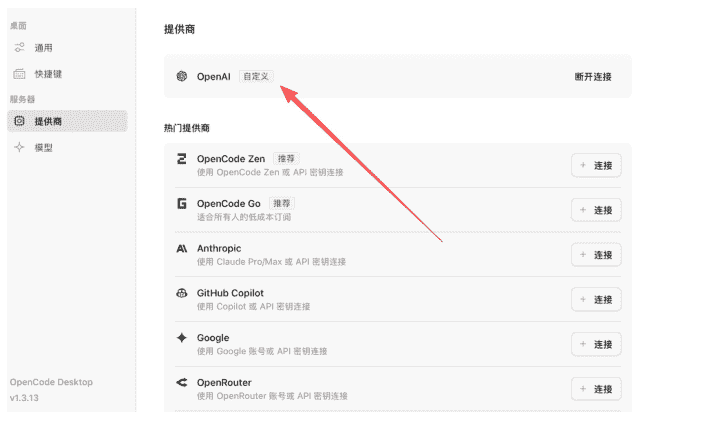 桌面
通用
快捷键
服务器
提供商
模型
OpenCode Desktop
v1.3.13
提供商
OpenAI 自定义 断开连接
热门提供商
OpenCode Zen 推荐
使用 OpenCode Zen 或 API 密钥连接
+ 连接
OpenCode Go 推荐
适合所有人的低成本订阅
+ 连接
Anthropic
使用 Claude Pro/Max 或 API 密钥连接
+ 连接
GitHub Copilot
使用 Copilot 或 API 密钥连接
+ 连接
Google
使用 Google 账号或 API 密钥连接
+ 连接
OpenRouter
使用 OpenRouter 账号或 API 密钥连接
+ 连接